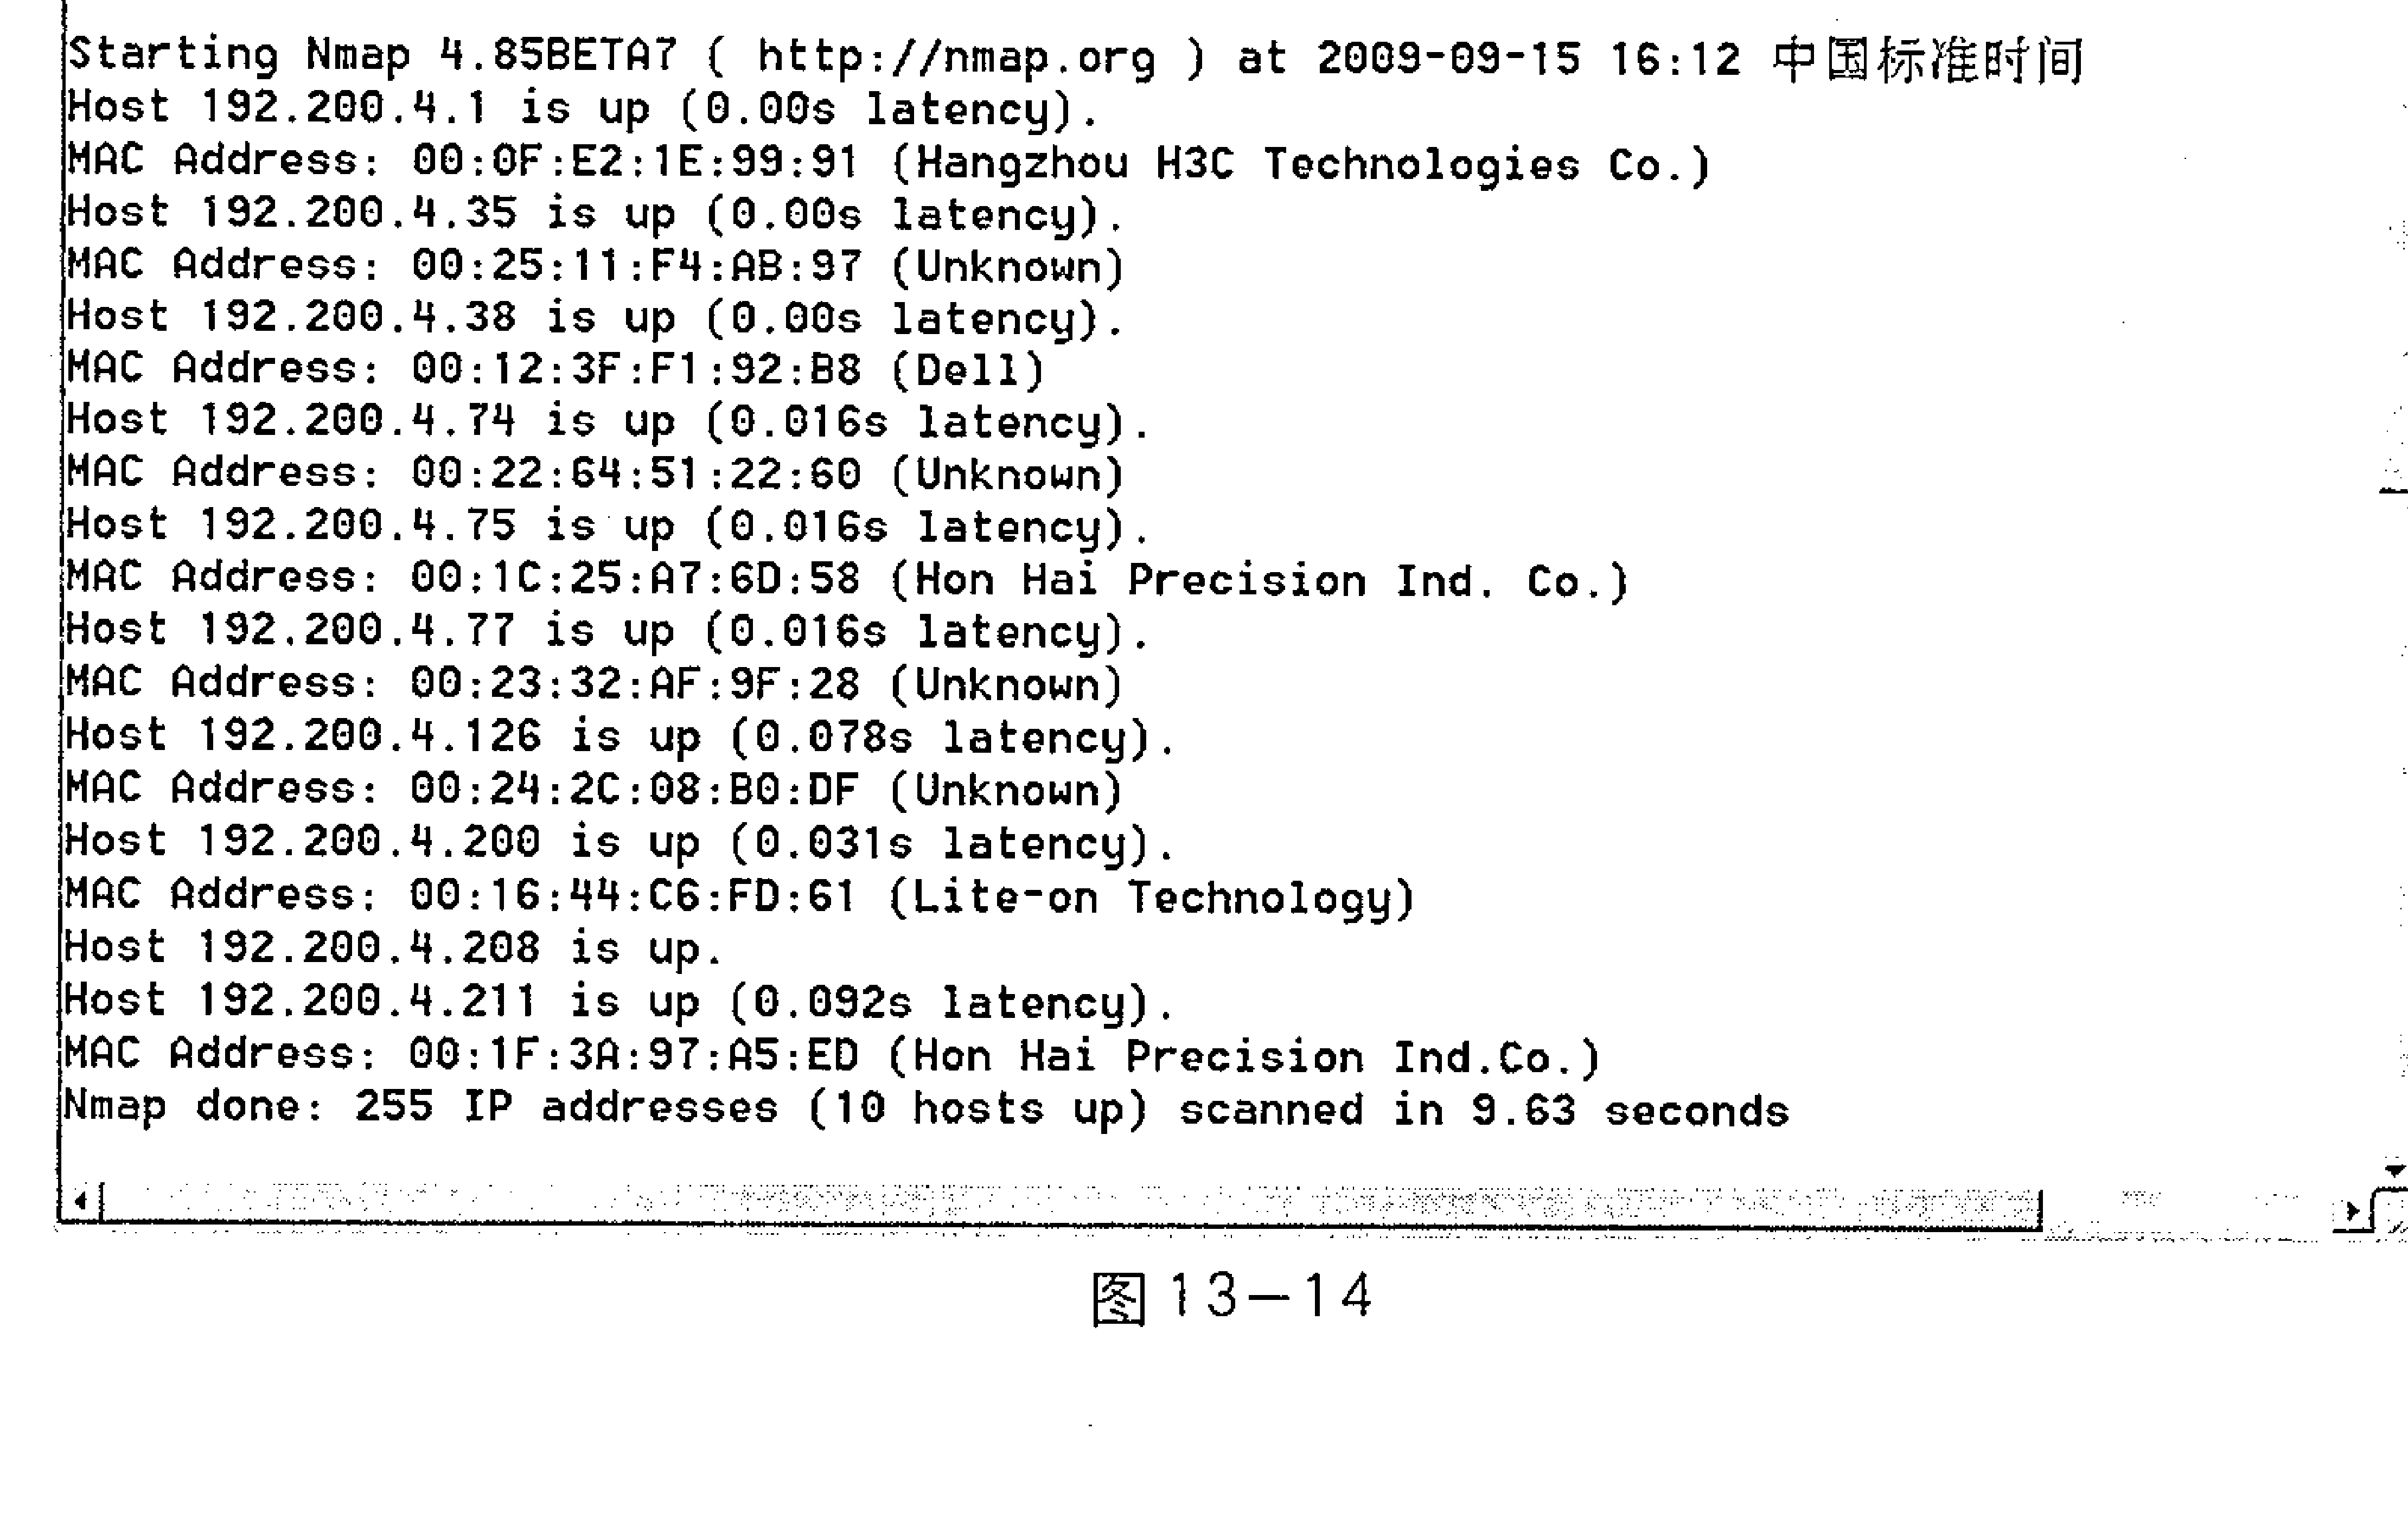 Starting Nmap 4.85BETA7 ( http://nmap.org ) at 2009-09-15 16:12 中国标准时间
Host 192.200.4.1 is up (0.00s latency).
MAC Address: 00:0F:E2:1E:99:91 (Hangzhou H3C Technologies Co.)
Host 192.200.4.35 is up (0.00s latency).
MAC Address: 00:25:11:F4:AB:97 (Unknown)
Host 192.200.4.38 is up (0.00s latency).
MAC Address: 00:12:3F:F1:92:B8 (Dell)
Host 192.200.4.74 is up (0.016s latency).
MAC Address: 00:22:64:51:22:60 (Unknown)
Host 192.200.4.75 is up (0.016s latency).
MAC Address: 00:1C:25:A7:6D:58 (Hon Hai Precision Ind. Co.)
Host 192.200.4.77 is up (0.016s latency).
MAC Address: 00:23:32:AF:9F:28 (Unknown)
Host 192.200.4.126 is up (0.078s latency).
MAC Address: 00:24:2C:08:B0:DF (Unknown)
Host 192.200.4.200 is up (0.031s latency).
MAC Address: 00:16:44:C6:FD:61 (Lite-on Technology)
Host 192.200.4.208 is up.
Host 192.200.4.211 is up (0.092s latency).
MAC Address: 00:1F:3A:97:A5:ED (Hon Hai Precision Ind.Co.)
Nmap done: 255 IP addresses (10 hosts up) scanned in 9.63 seconds
图13-14